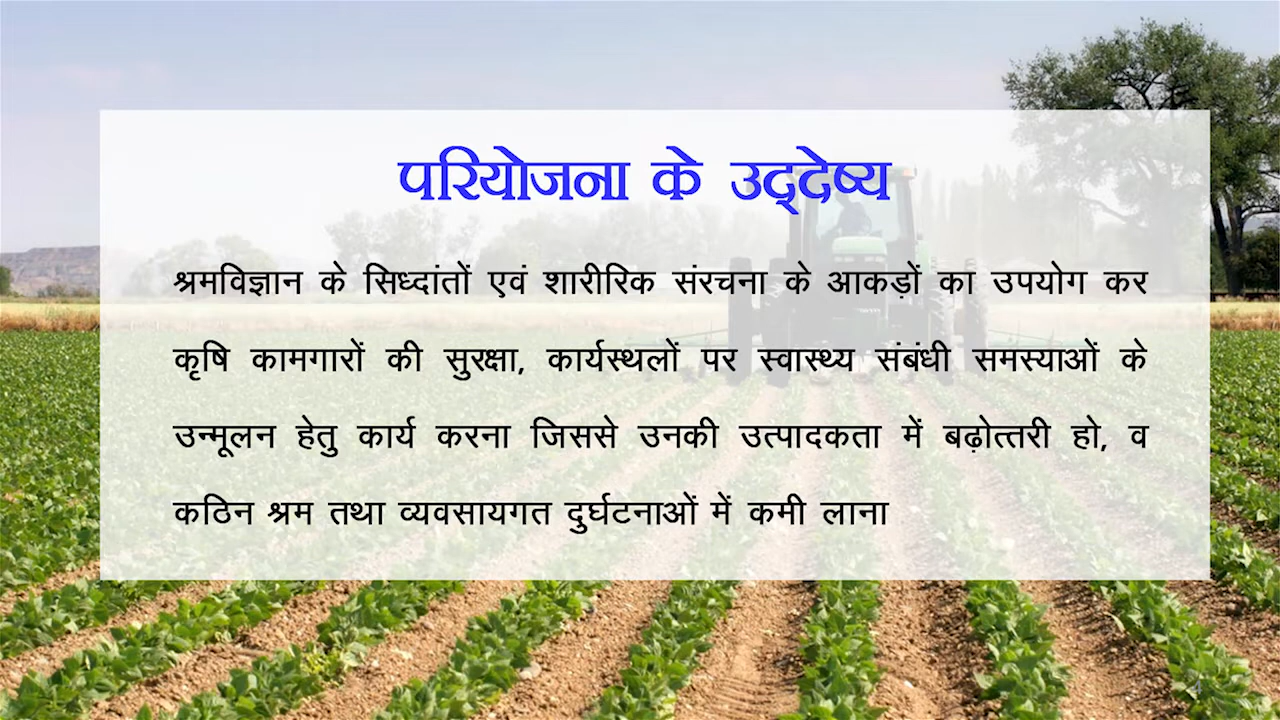 परियोजना के उद्देष्य
श्रमविज्ञान के सिध्दांतों एवं शारीरिक संरचना के आकड़ों का उपयोग कर
कृषि कामगारों की सुरक्षा, कार्यस्थलों पर स्वास्थ्य संबंधी समस्याओं के
उन्मूलन हेतु कार्य करना जिससे उनकी उत्पादकता में बढ़ोत्तरी हो, व
कठिन श्रम तथा व्यवसायगत दुर्घटनाओं में कमी लाना